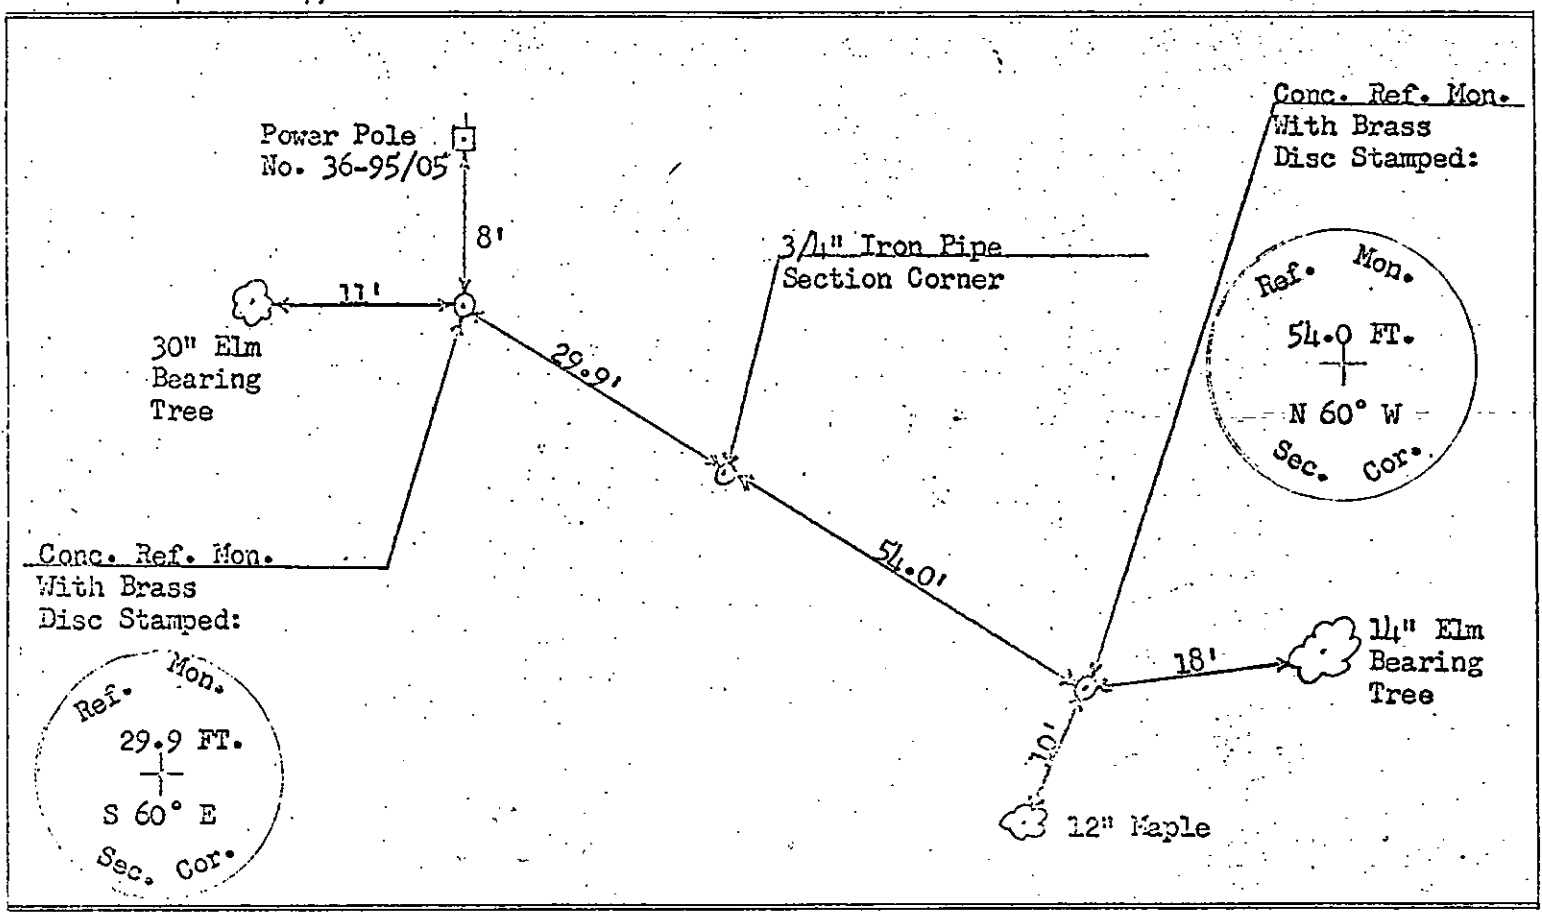 Power Pole
No. 36-95/05
8'
11'
30" Elm
Bearing
Tree
29.9'
3/4" Iron Pipe
Section Corner
Conc. Ref. Mon.
With Brass
Disc Stamped:
Ref. Mon.
54.0 FT.
N 60° W
Sec. Cor.
Conc. Ref. Mon.
With Brass
Disc Stamped:
Ref. Mon.
29.9 FT.
S 60° E
Sec. Cor.
54.0'
18'
14" Elm
Bearing
Tree
10'
12" Maple